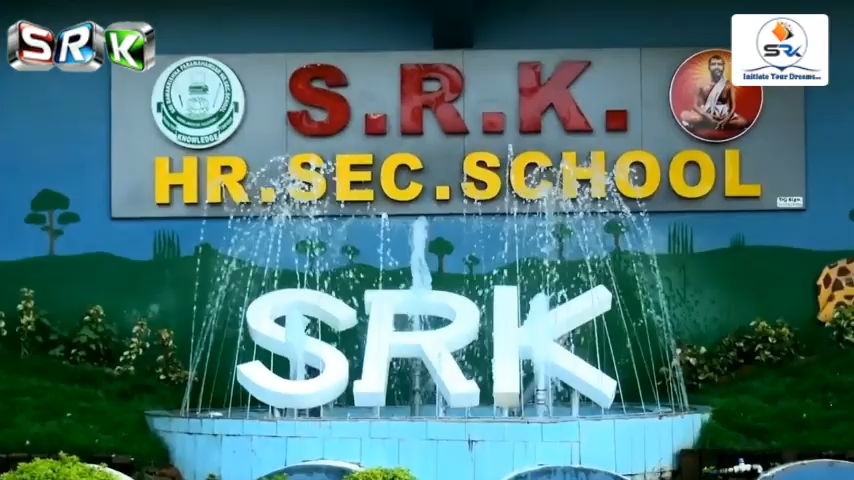 SRK
SRK
Initiate Your Dreams...
S.R.K.
KNOWLEDGE
HR.SEC.SCHOOL
SRK